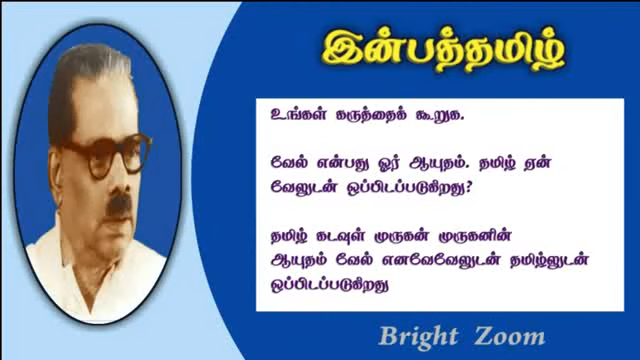 இன்பத்தமிழ்
உங்கள் கருத்தைக் கூறுக.
வேல் என்பது ஓர் ஆயுதம். தமிழ் ஏன்
வேலுடன் ஒப்பிடப்படுகிறது?
தமிழ் கடவுள் முருகன் முருகனின்
ஆயுதம் வேல் எனவேவேலுடன் தமிழ்லுடன்
ஒப்பிடப்படுகிறது
Bright Zoom